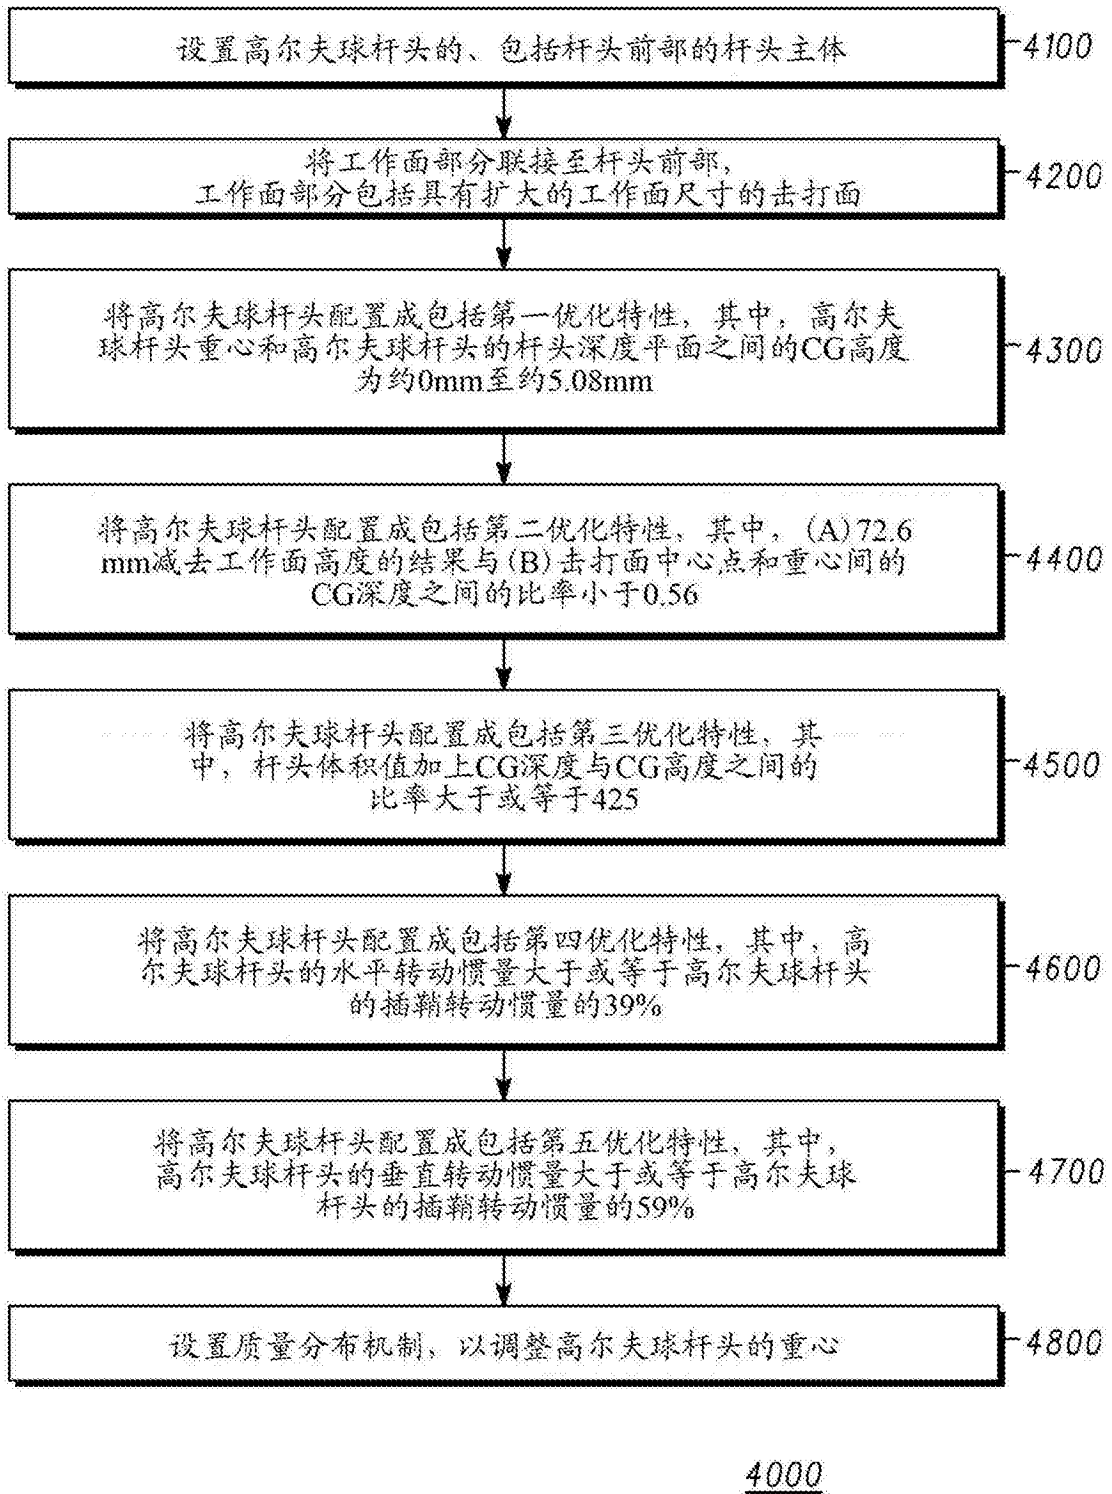 设置高尔夫球杆头的、包括杆头前部的杆头主体
4100
将工作面部分联接至杆头前部，
工作面部分包括具有扩大的工作面尺寸的击打面
4200
将高尔夫球杆头配置成包括第一优化特性，其中，高尔夫
球杆头重心和高尔夫球杆头的杆头深度平面之间的CG高度
为约0mm至约5.08mm
4300
将高尔夫球杆头配置成包括第二优化特性，其中，(A)72.6
mm减去工作面高度的结果与(B)击打面中心点和重心间的
CG深度之间的比率小于0.56
4400
将高尔夫球杆头配置成包括第三优化特性，其
中，杆头体积值加上CG深度与CG高度之间的
比率大于或等于425
4500
将高尔夫球杆头配置成包括第四优化特性，其中，高
尔夫球杆头的水平转动惯量大于或等于高尔夫球杆头
的插鞘转动惯量的39%
4600
将高尔夫球杆头配置成包括第五优化特性，其中，
高尔夫球杆头的垂直转动惯量大于或等于高尔夫球
杆头的插鞘转动惯量的59%
4700
设置质量分布机制，以调整高尔夫球杆头的重心
4800
4000